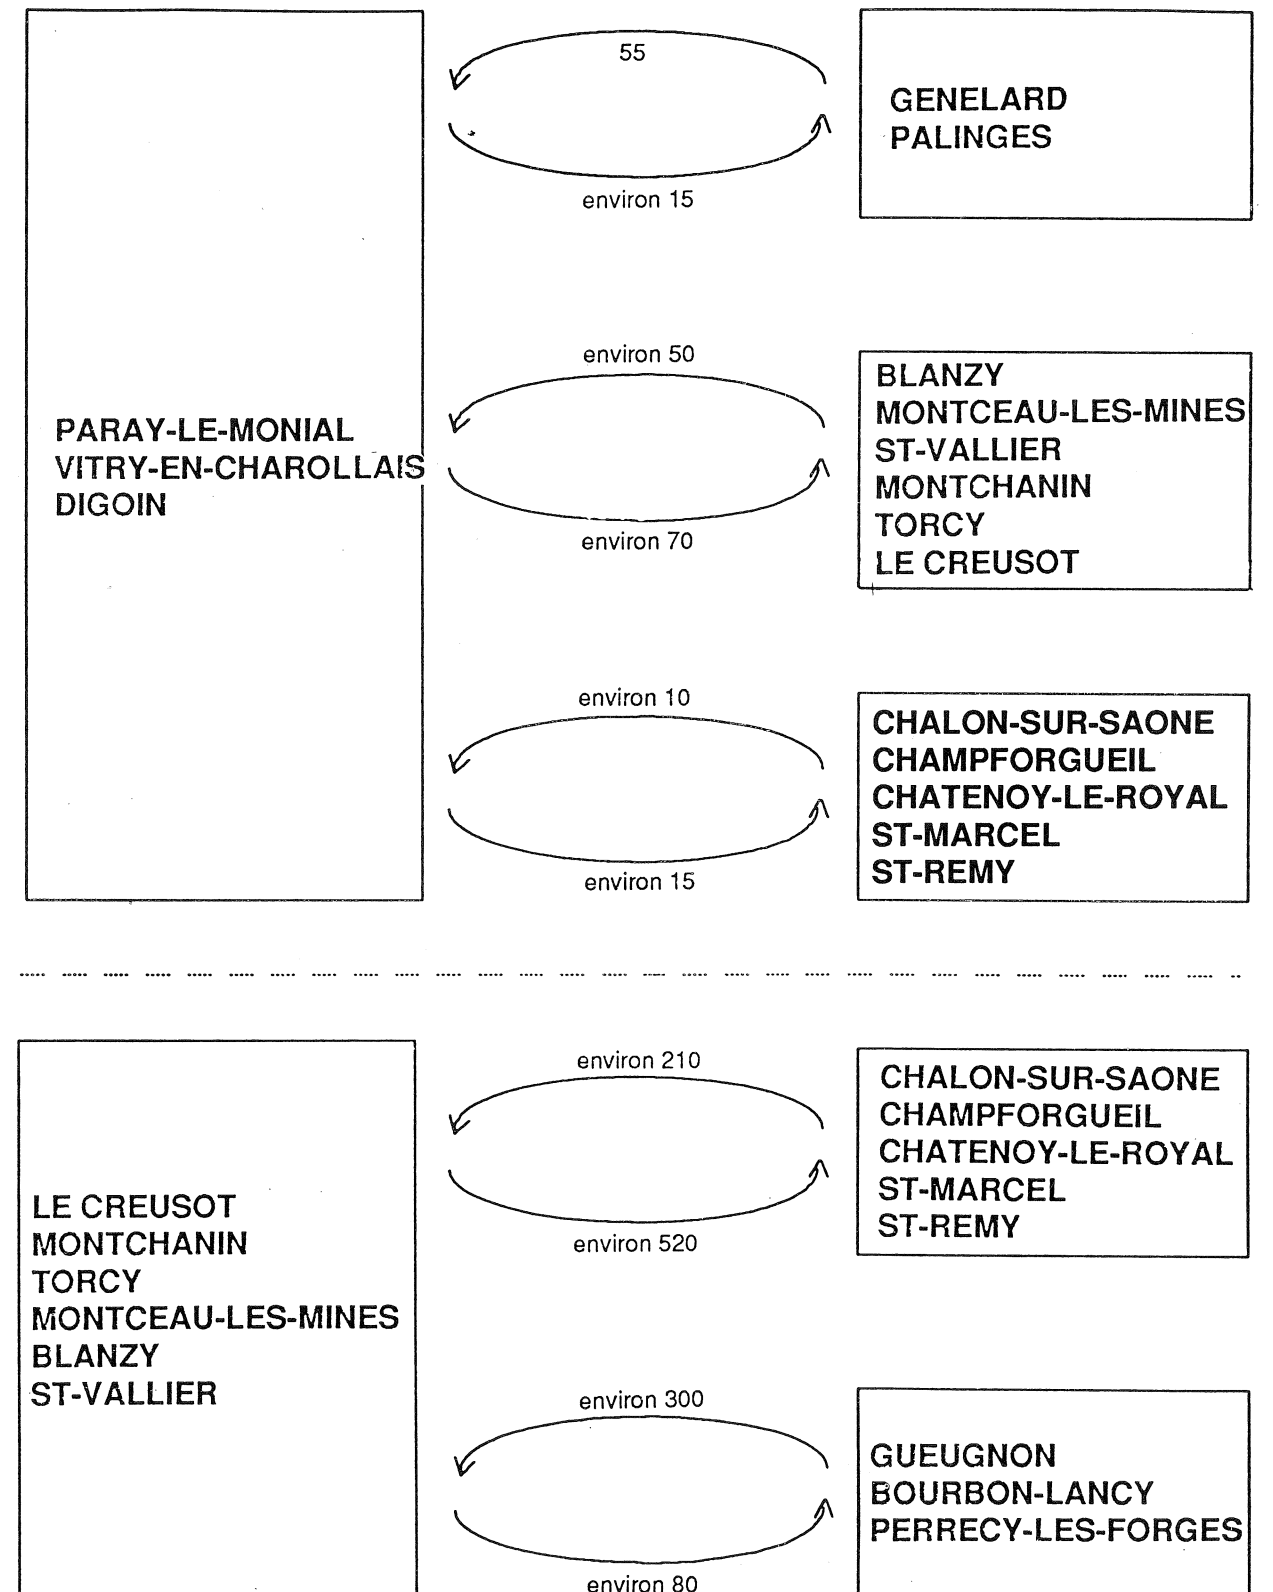 55
GENELARD
PALINGES
environ 15
PARAY-LE-MONIAL
VITRY-EN-CHAROLLAIS
DIGOIN
environ 50
BLANZY
MONTCEAU-LES-MINES
ST-VALLIER
MONTCHANIN
TORCY
LE CREUSOT
environ 70
environ 10
CHALON-SUR-SAONE
CHAMPFORGUEIL
CHATENOY-LE-ROYAL
ST-MARCEL
ST-REMY
environ 15
LE CREUSOT
MONTCHANIN
TORCY
MONTCEAU-LES-MINES
BLANZY
ST-VALLIER
environ 210
CHALON-SUR-SAONE
CHAMPFORGUEIL
CHATENOY-LE-ROYAL
ST-MARCEL
ST-REMY
environ 520
environ 300
GUEUGNON
BOURBON-LANCY
PERRECY-LES-FORGES
environ 80